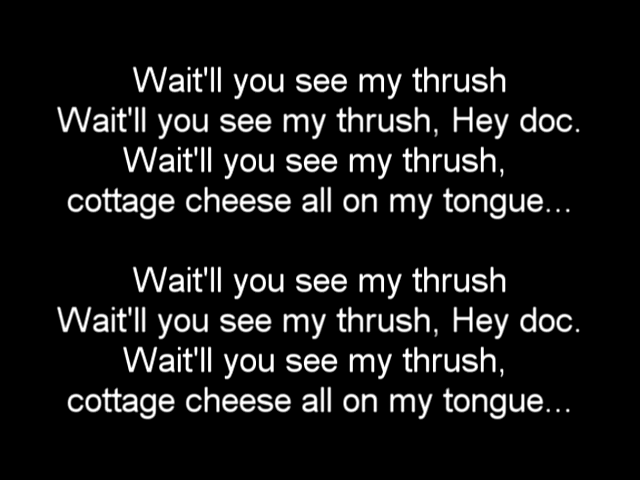 Wait'll you see my thrush
Wait'll you see my thrush, Hey doc.
Wait'll you see my thrush,
cottage cheese all on my tongue...
Wait'll you see my thrush
Wait'll you see my thrush, Hey doc.
Wait'll you see my thrush,
cottage cheese all on my tongue...